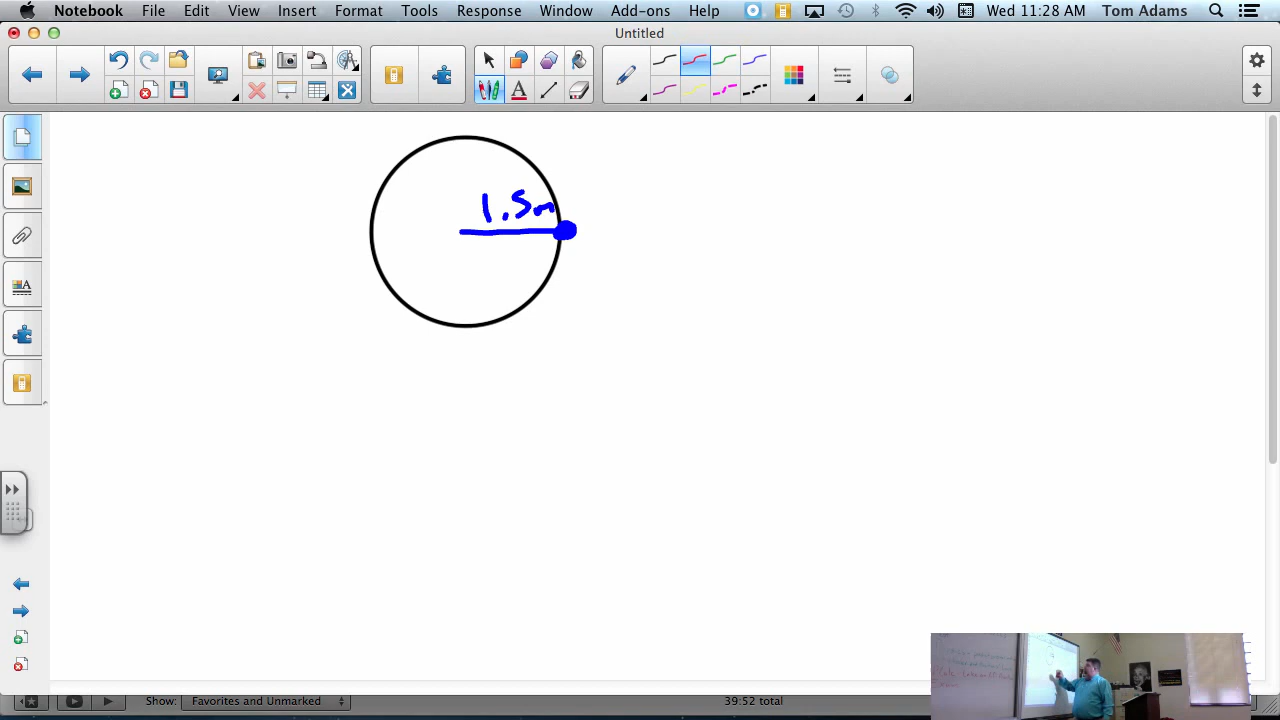 Notebook File Edit View Insert Format Tools Response Window Add-ons Help Wed 11:28 AM Tom Adams
Untitled
A
A
1.5m
Show: Favorites and Unmarked 39:52 total